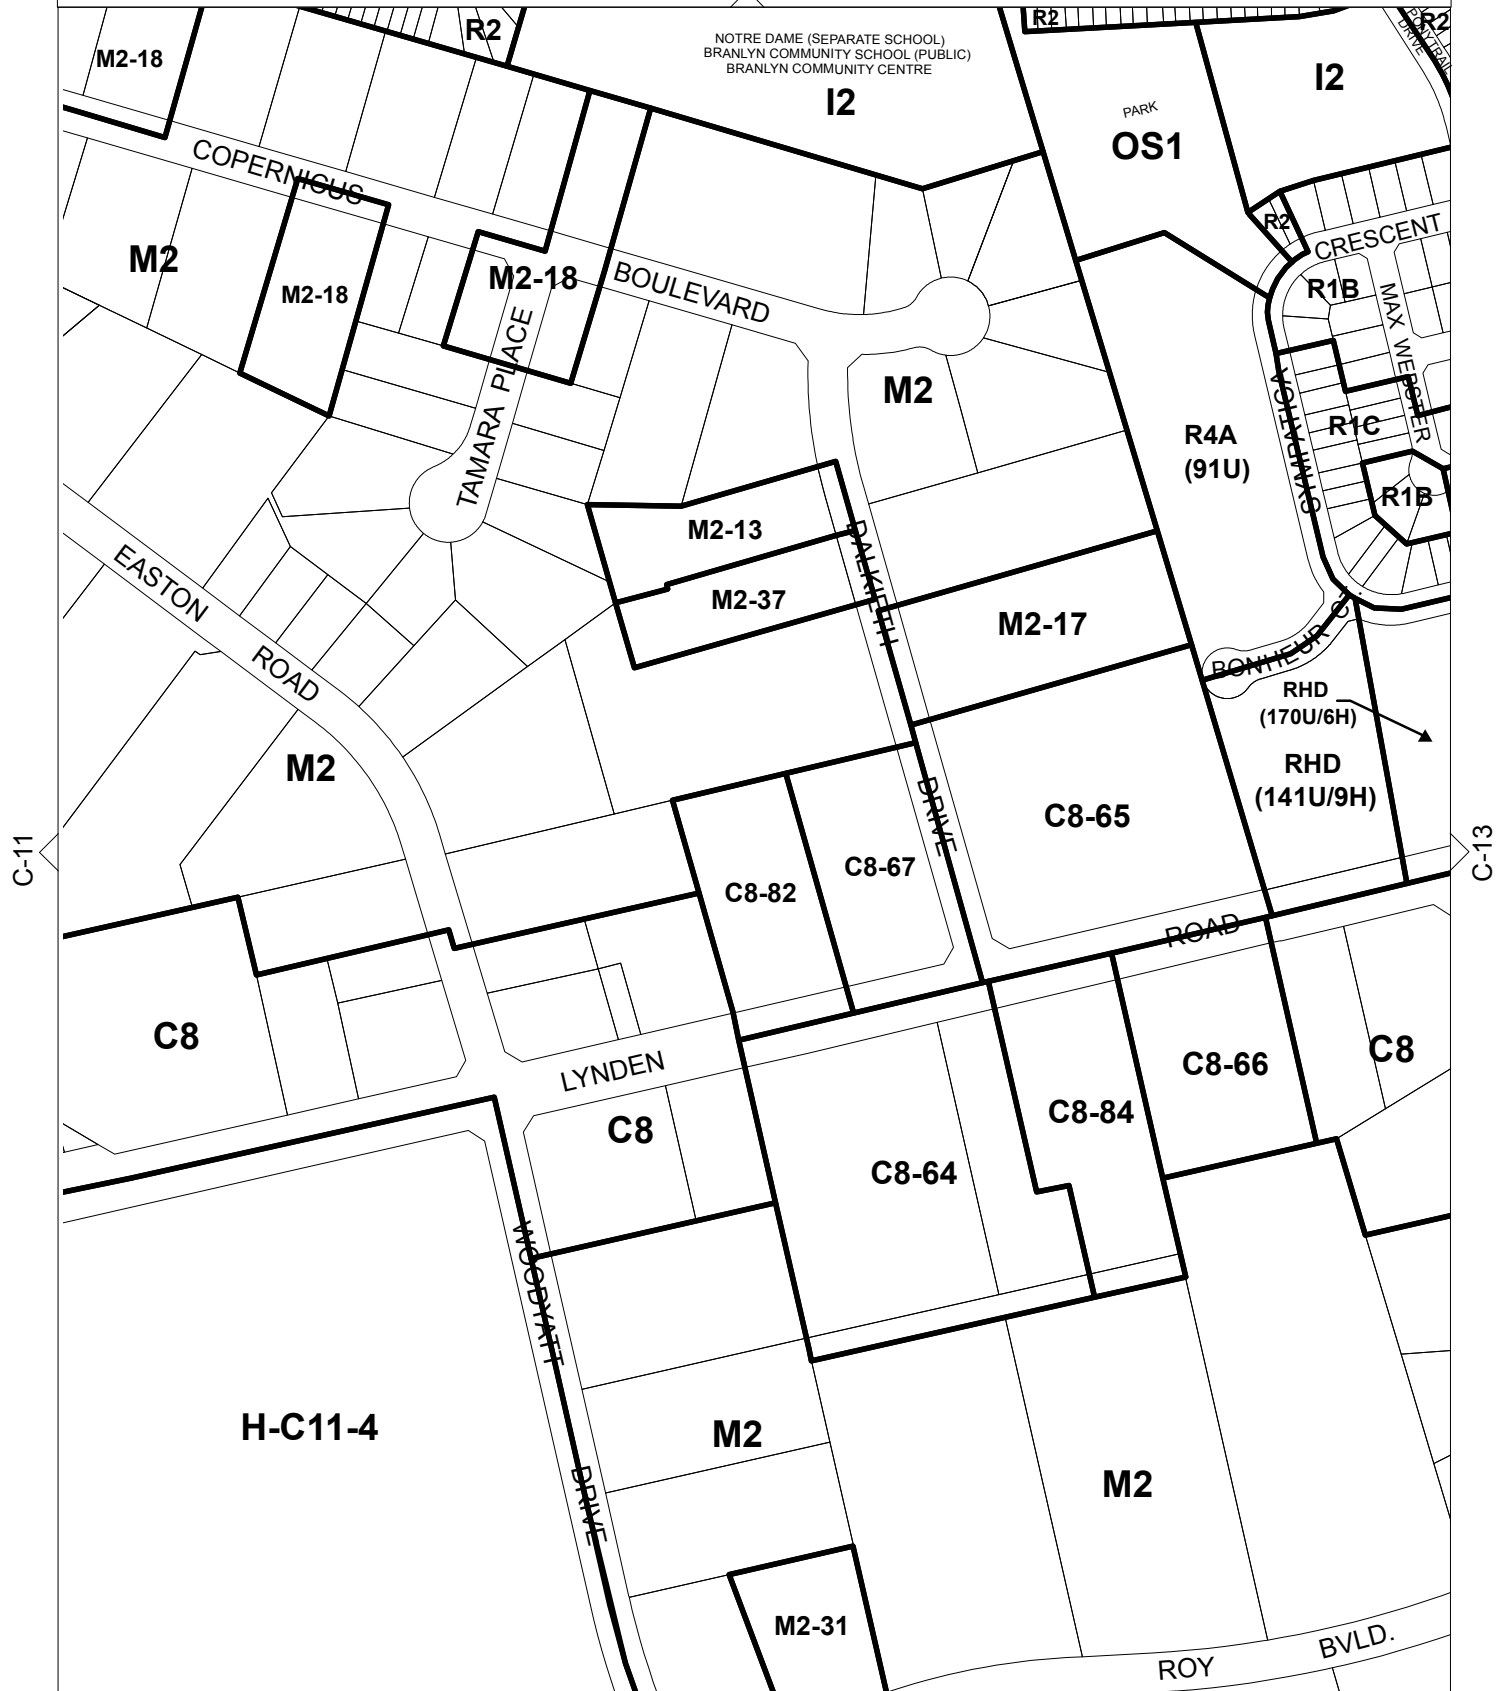 R2
R2
R2
PONYTRAIL
DRIVE
M2-18
NOTRE DAME (SEPARATE SCHOOL)
BRANLYN COMMUNITY SCHOOL (PUBLIC)
BRANLYN COMMUNITY CENTRE
I2
I2
PARK
OS1
COPERNICUS
R2
CRESCENT
M2
M2-18
M2-18
BOULEVARD
R1B
MAX WEBSTER
TAMARA PLACE
M2
R4A
(91U)
SYMPATICA
R1C
R1B
M2-13
DALKEITH
EASTON
M2-37
M2-17
BONHEUR CT.
ROAD
RHD
(170U/6H)
M2
RHD
(141U/9H)
DRIVE
C8-65
C-11
C-13
C8-67
C8-82
ROAD
C8
LYNDEN
C8-66
C8
C8
C8-84
C8-64
WOODYATT
H-C11-4
M2
M2
DRIVE
M2-31
ROY
BVLD.